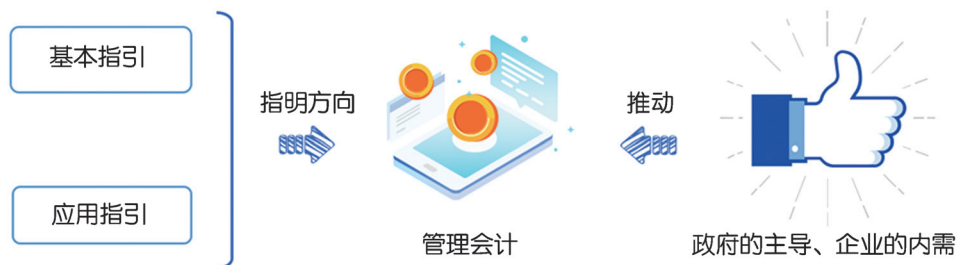 基本指引
指明方向
推动
应用指引
管理会计
政府的主导、企业的内需